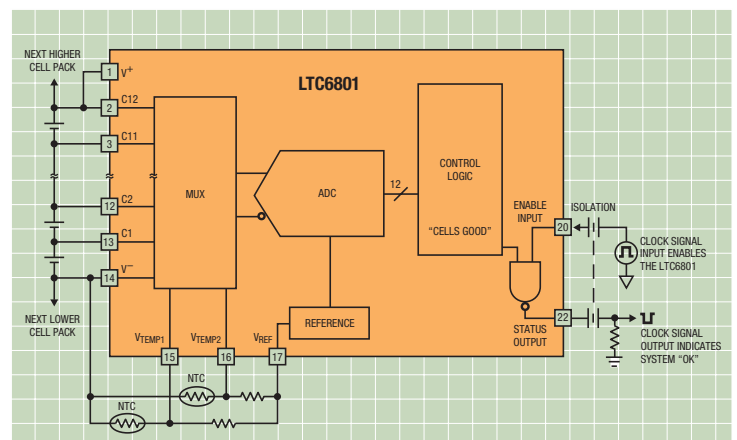 NEXT HIGHER
CELL PACK
LTC6801
1
V+
2
C12
3
C11
12
C2
13
C1
14
V−
NEXT LOWER
CELL PACK
MUX
ADC
12
CONTROL
LOGIC
"CELLS GOOD"
REFERENCE
ENABLE
INPUT
20
ISOLATION
CLOCK SIGNAL
INPUT ENABLES
THE LTC6801
22
STATUS
OUTPUT
CLOCK SIGNAL
OUTPUT INDICATES
SYSTEM "OK"
VTEMP1
VTEMP2
VREF
15
16
17
NTC
NTC